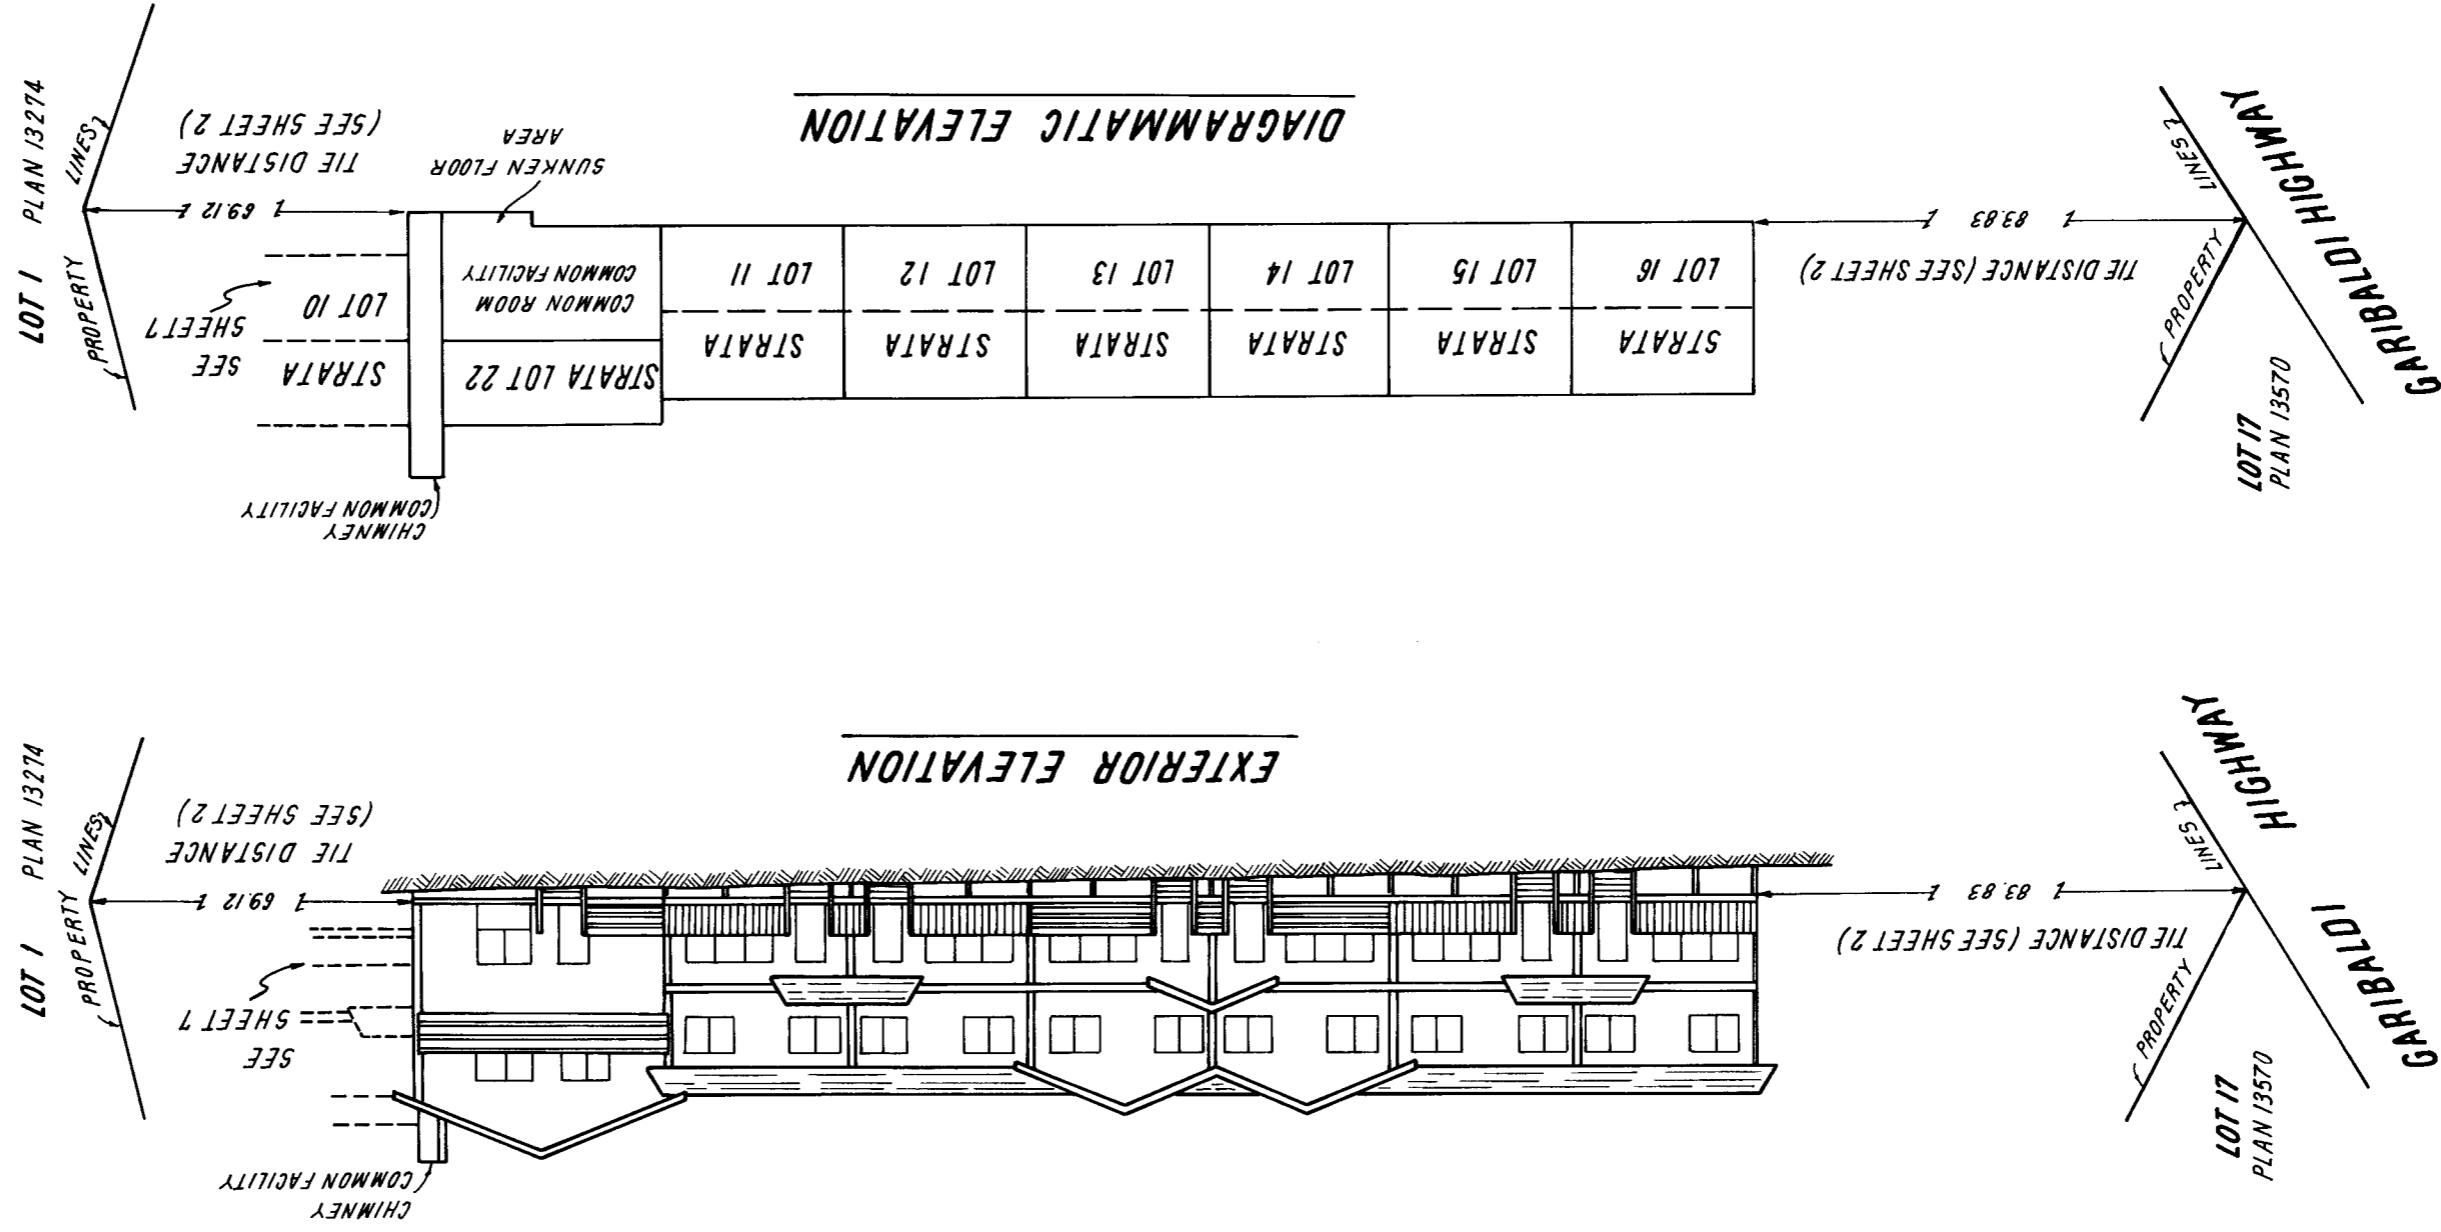 CHIMNEY
COMMON FACILITY
LOT 17
PLAN 13570
PROPERTY
LINES
GARIBALDI
HIGHWAY
TIE DISTANCE (SEE SHEET 2)
83.83
SEE
SHEET 7
69.12
TIE DISTANCE
(SEE SHEET 2)
PROPERTY
LINES
LOT 1 PLAN 13274
EXTERIOR ELEVATION
CHIMNEY
(COMMON FACILITY
LOT 17
PLAN 13570
PROPERTY
LINES
GARIBALDI HIGHWAY
TIE DISTANCE (SEE SHEET 2)
83.83
STRATA
LOT 16
STRATA
LOT 15
STRATA
LOT 14
STRATA
LOT 13
STRATA
LOT 12
STRATA
LOT 11
STRATA LOT 22
COMMON ROOM
COMMON FACILITY
STRATA
LOT 10
SEE
SHEET 7
69.12
SUNKEN FLOOR
AREA
TIE DISTANCE
(SEE SHEET 2)
PROPERTY
LINES
LOT 1 PLAN 13274
DIAGRAMMATIC ELEVATION